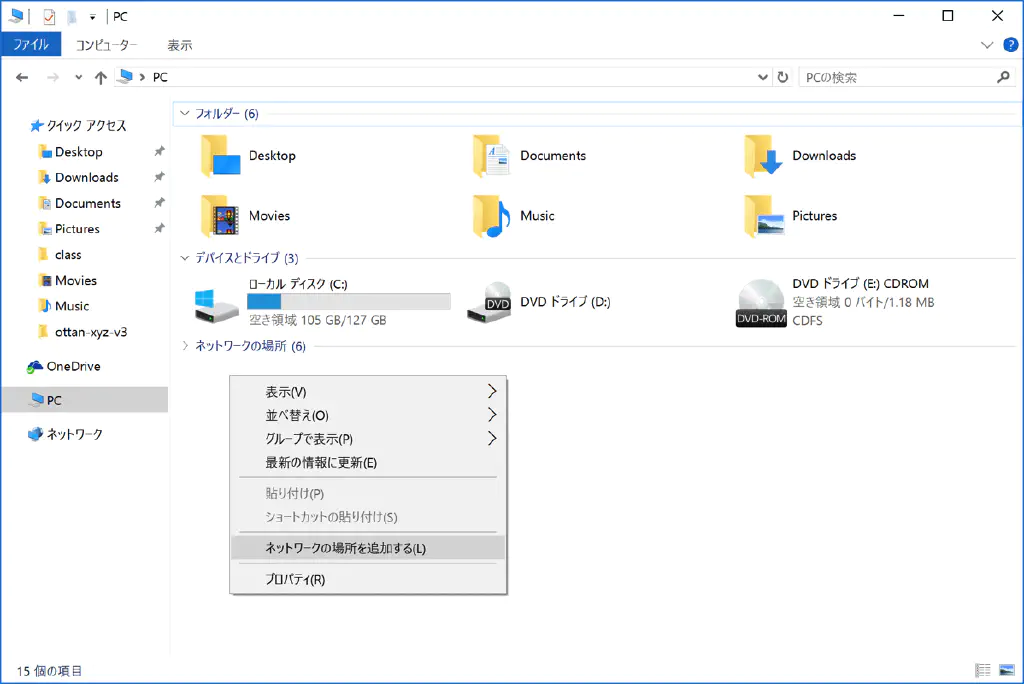 PC
ファイル
コンピューター
表示
?
PC
PCの検索
クイック アクセス
Desktop
Downloads
Documents
Pictures
class
Movies
Music
ottan-xyz-v3
OneDrive
PC
ネットワーク
フォルダー (6)
Desktop
Documents
Downloads
Movies
Music
Pictures
デバイスとドライブ (3)
ローカル ディスク (C:)
空き領域 105 GB/127 GB
DVD
DVD ドライブ (D:)
DVD-ROM
DVD ドライブ (E:) CDROM
空き領域 0 バイト/1.18 MB
CDFS
ネットワークの場所 (6)
表示(V)
並べ替え(O)
グループで表示(P)
最新の情報に更新(E)
貼り付け(P)
ショートカットの貼り付け(S)
ネットワークの場所を追加する(L)
プロパティ(R)
15 個の項目